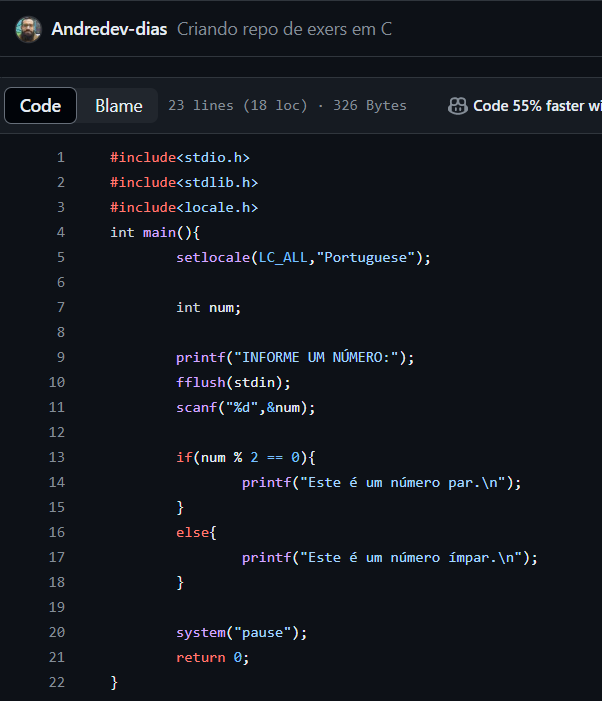 Andredev-dias Criando repo de exers em C
Code Blame 23 lines (18 loc) · 326 Bytes Code 55% faster wi
1 #include<stdio.h>
2 #include<stdlib.h>
3 #include<locale.h>
4 int main(){
5 setlocale(LC_ALL,"Portuguese");
6
7 int num;
8
9 printf("INFORME UM NÚMERO:");
10 fflush(stdin);
11 scanf("%d",&num);
12
13 if(num % 2 == 0){
14 printf("Este é um número par.\n");
15 }
16 else{
17 printf("Este é um número ímpar.\n");
18 }
19
20 system("pause");
21 return 0;
22 }